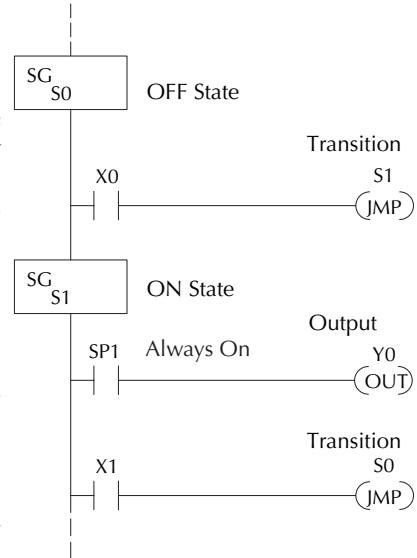 SG
S0
OFF State
Transition
X0
S1
JMP
SG
S1
ON State
Output
SP1
Always On
Y0
OUT
Transition
X1
S0
JMP